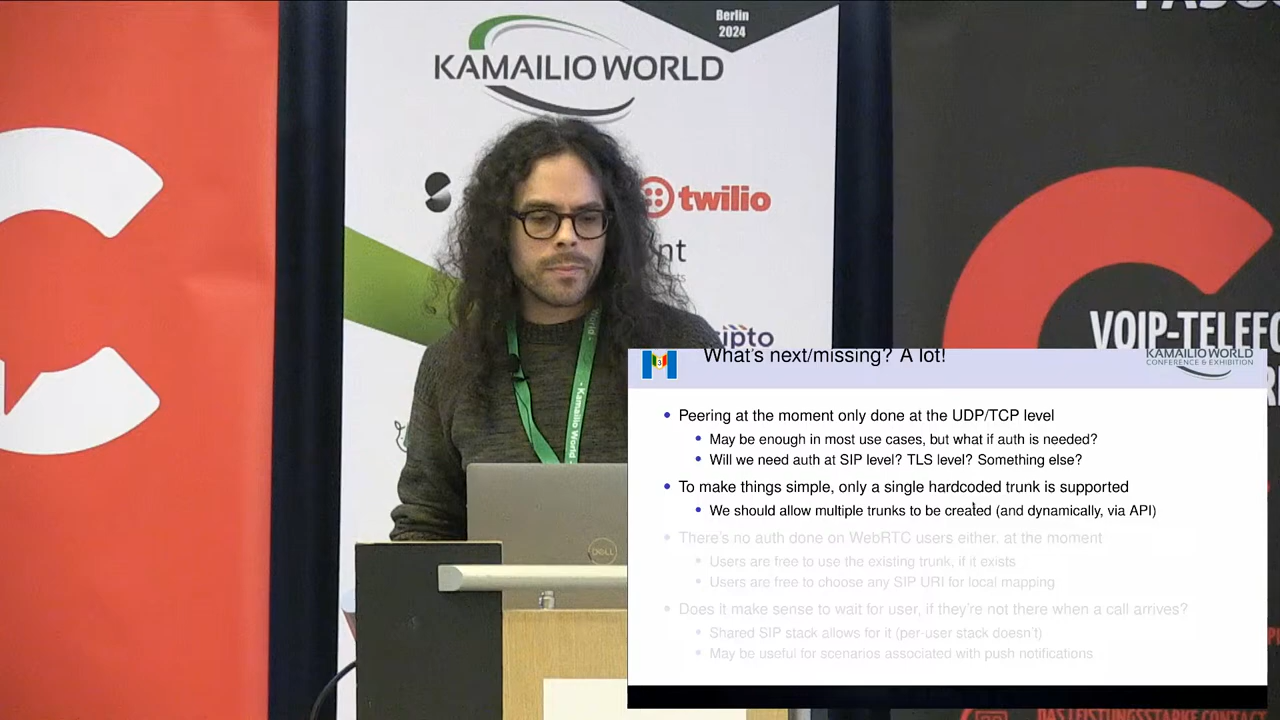 Berlin
2024
KAMAILIO WORLD
twilio
nt
ipto
- Kamailio World
VOIP-TELEFO
DELL
What's next/missing? A lot!
KAMAILIO WORLD
CONFERENCE & EXHIBITION
Peering at the moment only done at the UDP/TCP level
May be enough in most use cases, but what if auth is needed?
Will we need auth at SIP level? TLS level? Something else?
To make things simple, only a single hardcoded trunk is supported
We should allow multiple trunks to be created (and dynamically, via API)
There's no auth done on WebRTC users either, at the moment
Users are free to use the existing trunk, if it exists
Users are free to choose any SIP URI for local mapping
Does it make sense to wait for user, if they're not there when a call arrives?
Shared SIP stack allows for it (per-user stack doesn't)
May be useful for scenarios associated with push notifications
DAS LEISTUNGSSTARKE CONTACT